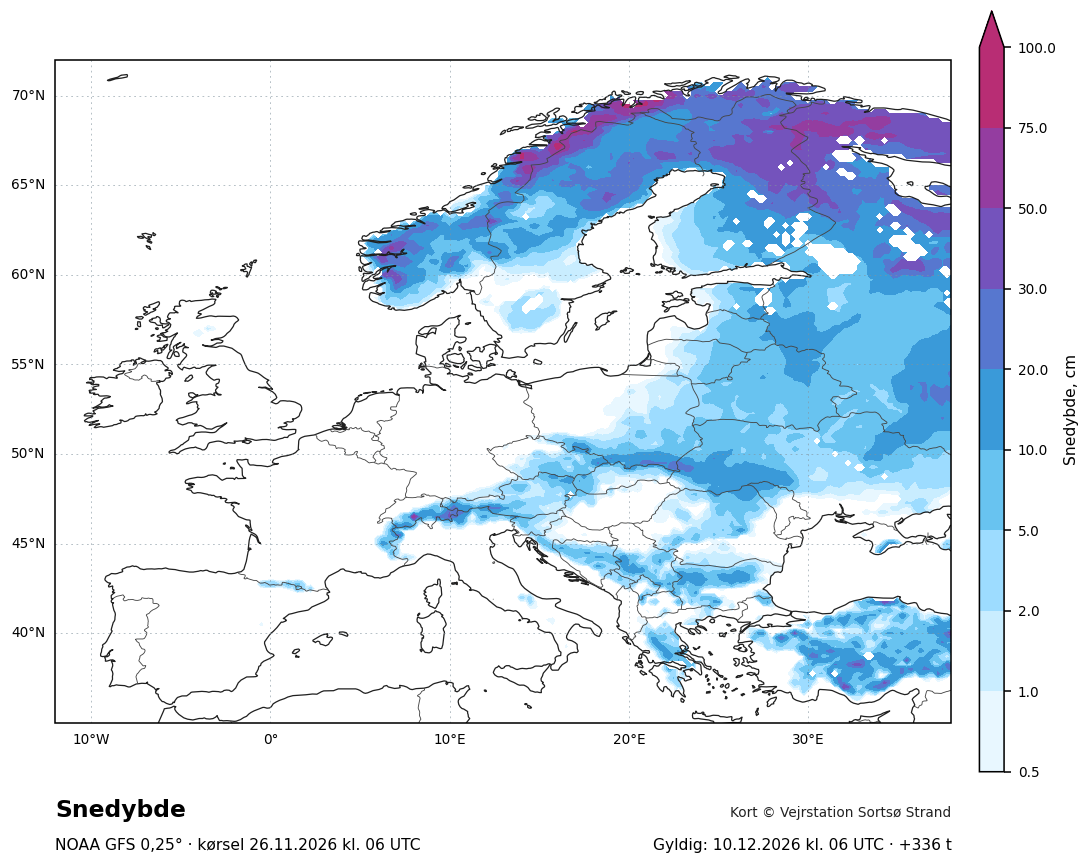 100.0
75.0
50.0
30.0
20.0
10.0
5.0
2.0
1.0
0.5
Snedybde, cm
70°N
65°N
60°N
55°N
50°N
45°N
40°N
10°W
0°
10°E
20°E
30°E
Snedybde
Kort © Vejrstation Sortsø Strand
NOAA GFS 0,25° · kørsel 26.11.2026 kl. 06 UTC
Gyldig: 10.12.2026 kl. 06 UTC · +336 t